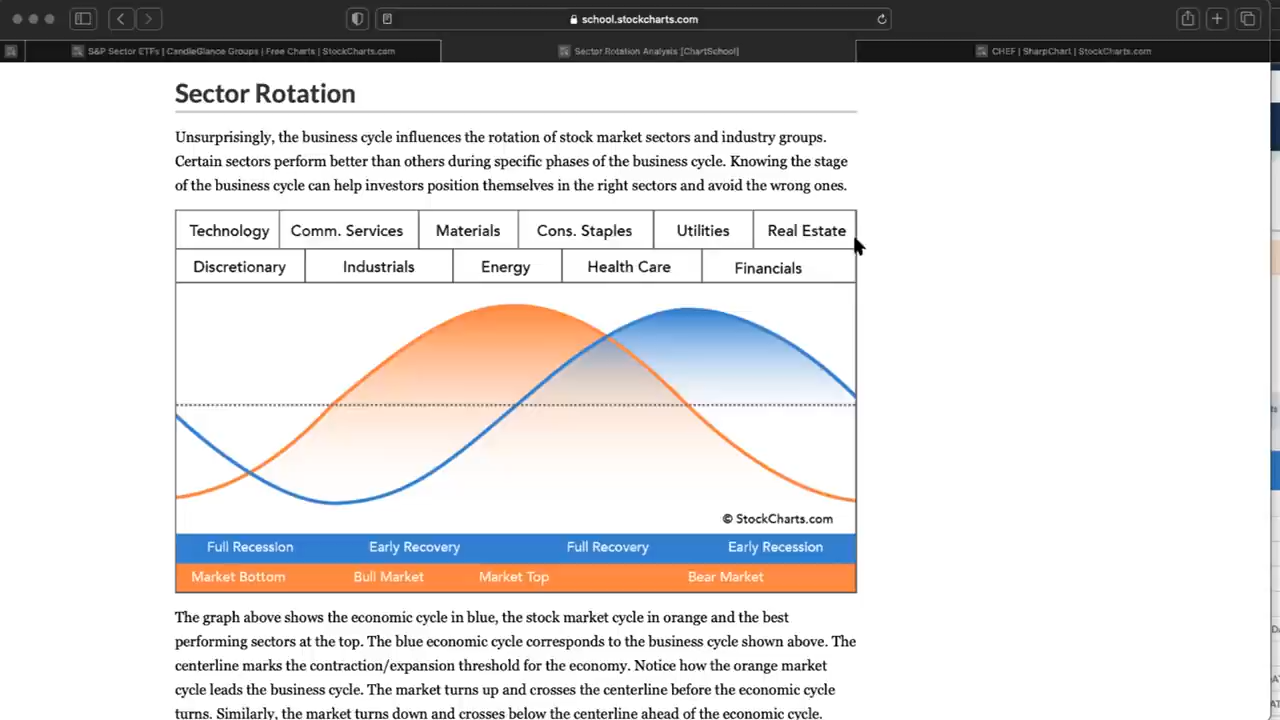 school.stockcharts.com
S&P Sector ETFs | CandleGlance Groups | Free Charts | StockCharts.com
Sector Rotation Analysis [ChartSchool]
CHEF | SharpChart | StockCharts.com
Sector Rotation
Unsurprisingly, the business cycle influences the rotation of stock market sectors and industry groups.
Certain sectors perform better than others during specific phases of the business cycle. Knowing the stage
of the business cycle can help investors position themselves in the right sectors and avoid the wrong ones.
Technology Comm. Services Materials Cons. Staples Utilities Real Estate
Discretionary Industrials Energy Health Care Financials
© StockCharts.com
Full Recession Early Recovery Full Recovery Early Recession
Market Bottom Bull Market Market Top Bear Market
The graph above shows the economic cycle in blue, the stock market cycle in orange and the best
performing sectors at the top. The blue economic cycle corresponds to the business cycle shown above. The
centerline marks the contraction/expansion threshold for the economy. Notice how the orange market
cycle leads the business cycle. The market turns up and crosses the centerline before the economic cycle
turns. Similarly, the market turns down and crosses below the centerline ahead of the economic cycle.